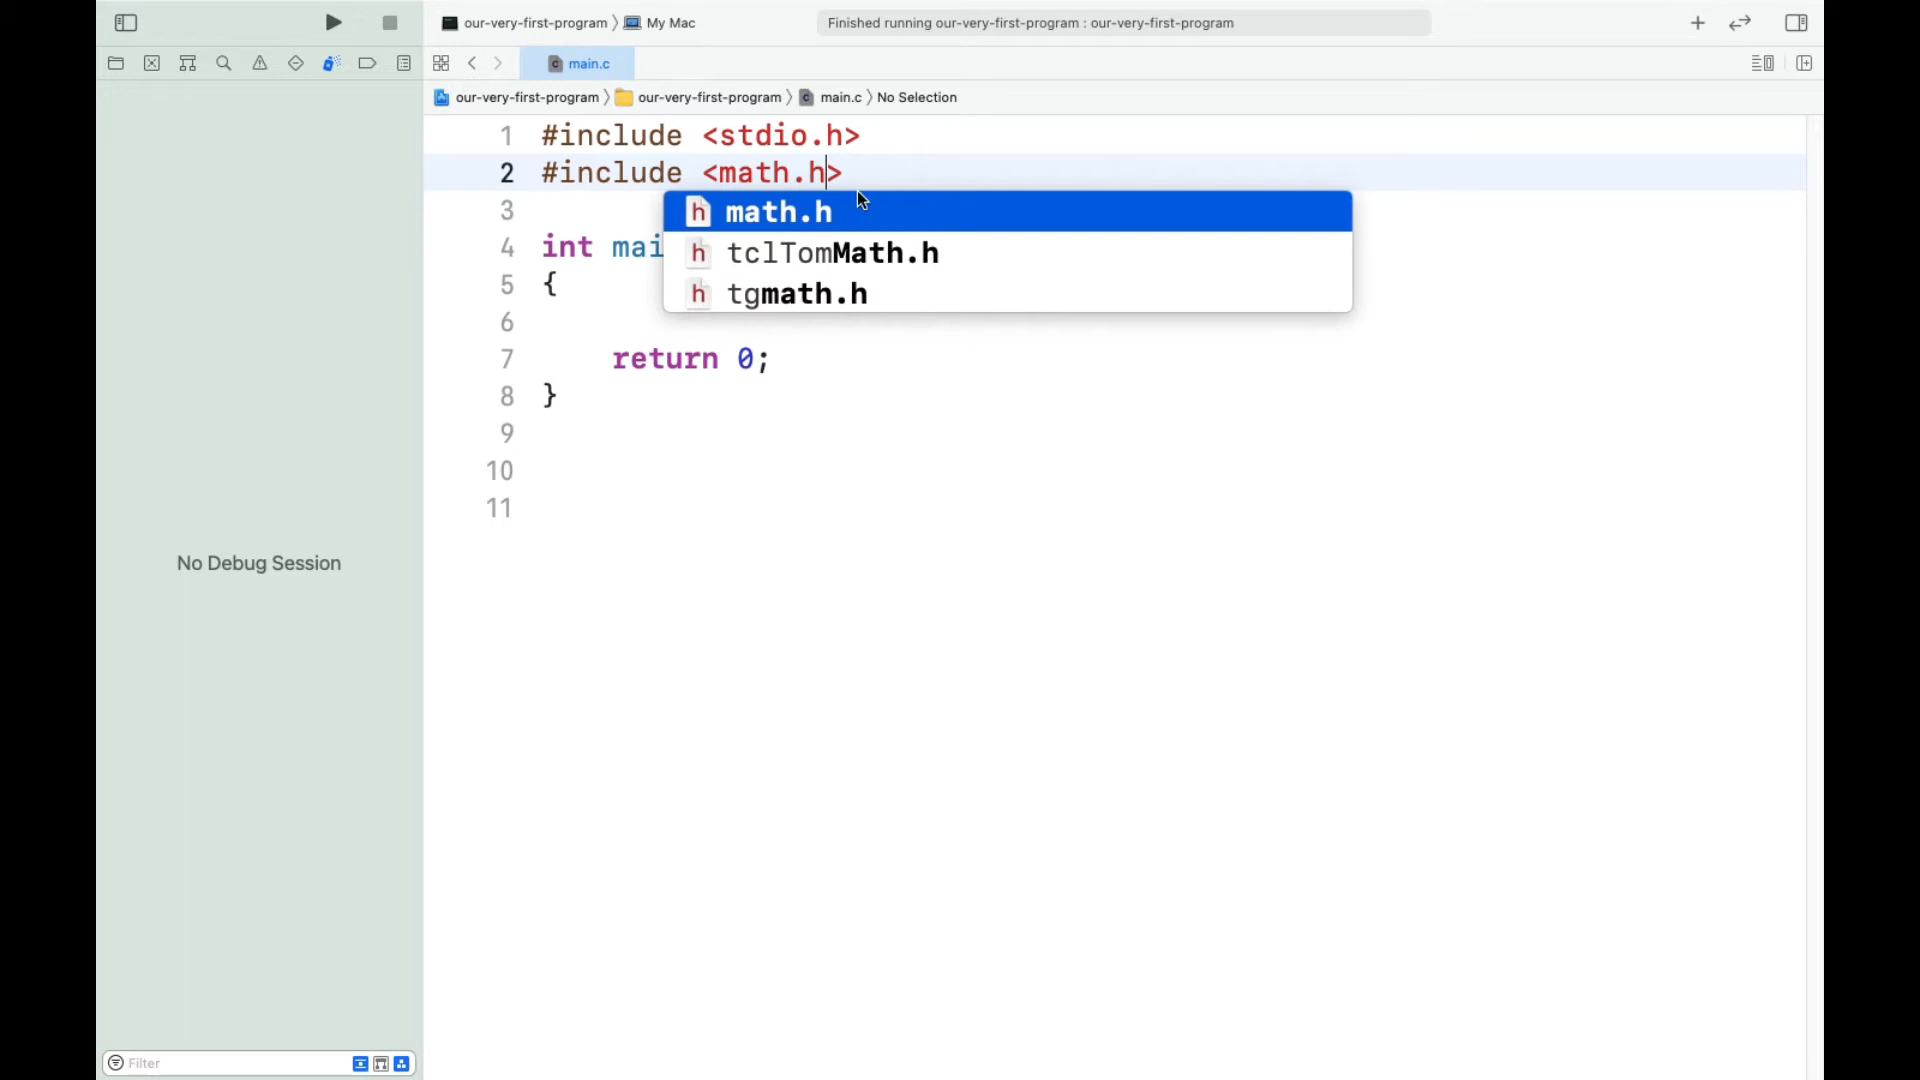 our-very-first-program 〉 My Mac
Finished running our-very-first-program : our-very-first-program
main.c
our-very-first-program 〉 our-very-first-program 〉 main.c 〉 No Selection
1 #include <stdio.h>
2 #include <math.h>
3
math.h
4 int mai
tclTomMath.h
5 {
tgmath.h
6
7 return 0;
8 }
9
10
11
No Debug Session
Filter